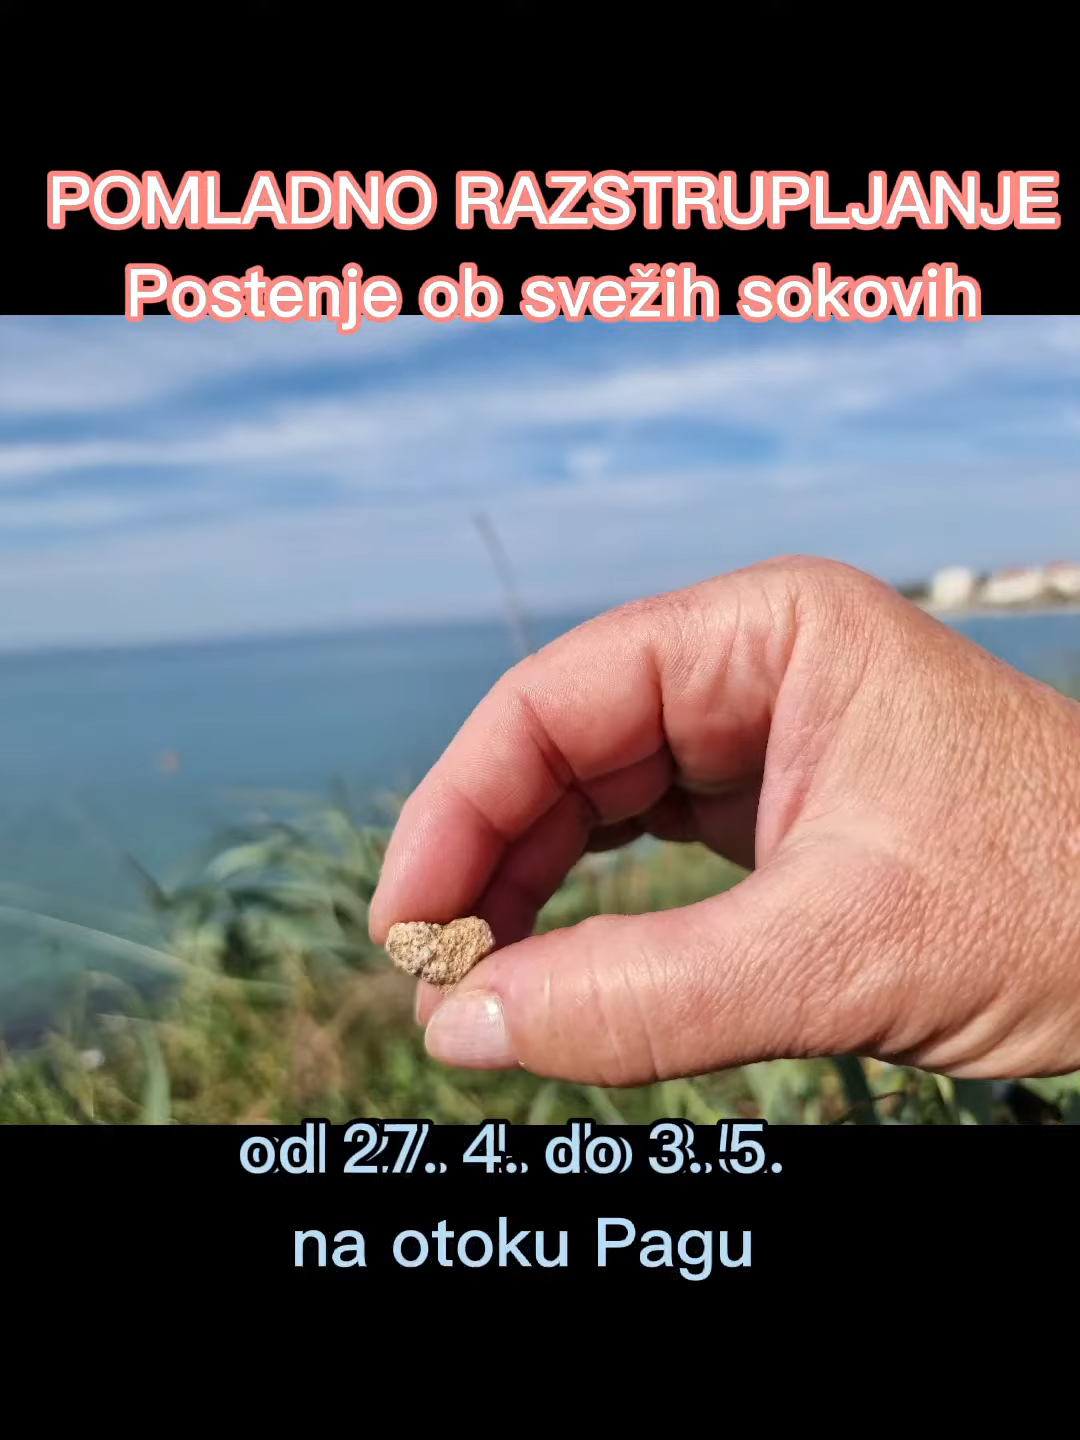 POMLADNO RAZSTRUPLJANJE
Postenje ob svežih sokovih
od 27. 4. do 3. 5.
na otoku Pagu